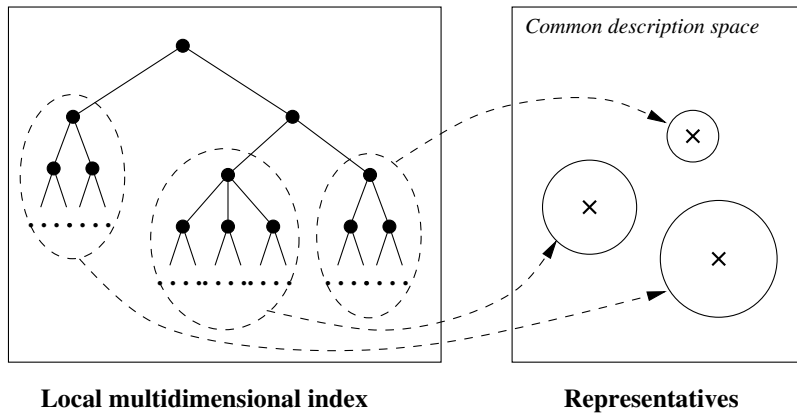 Common description space
Local multidimensional index
Representatives